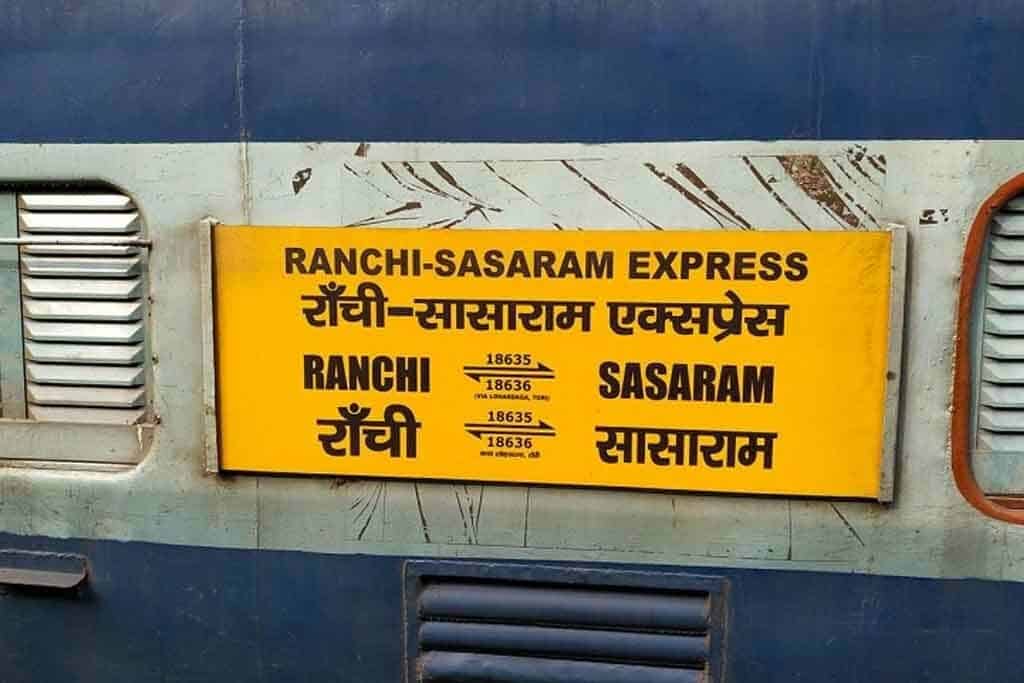 RANCHI-SASARAM EXPRESS
राँची-सासाराम एक्सप्रेस
RANCHI 18635 SASARAM
18636
(VIA LOHARDAGA, TORI)
राँची 18635 सासाराम
18636